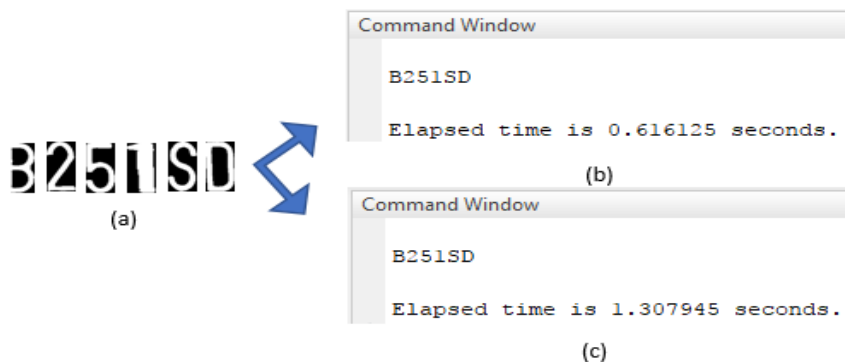 B251SD
(a)
Command Window
B251SD
Elapsed time is 0.616125 seconds.
(b)
Command Window
B251SD
Elapsed time is 1.307945 seconds.
(c)